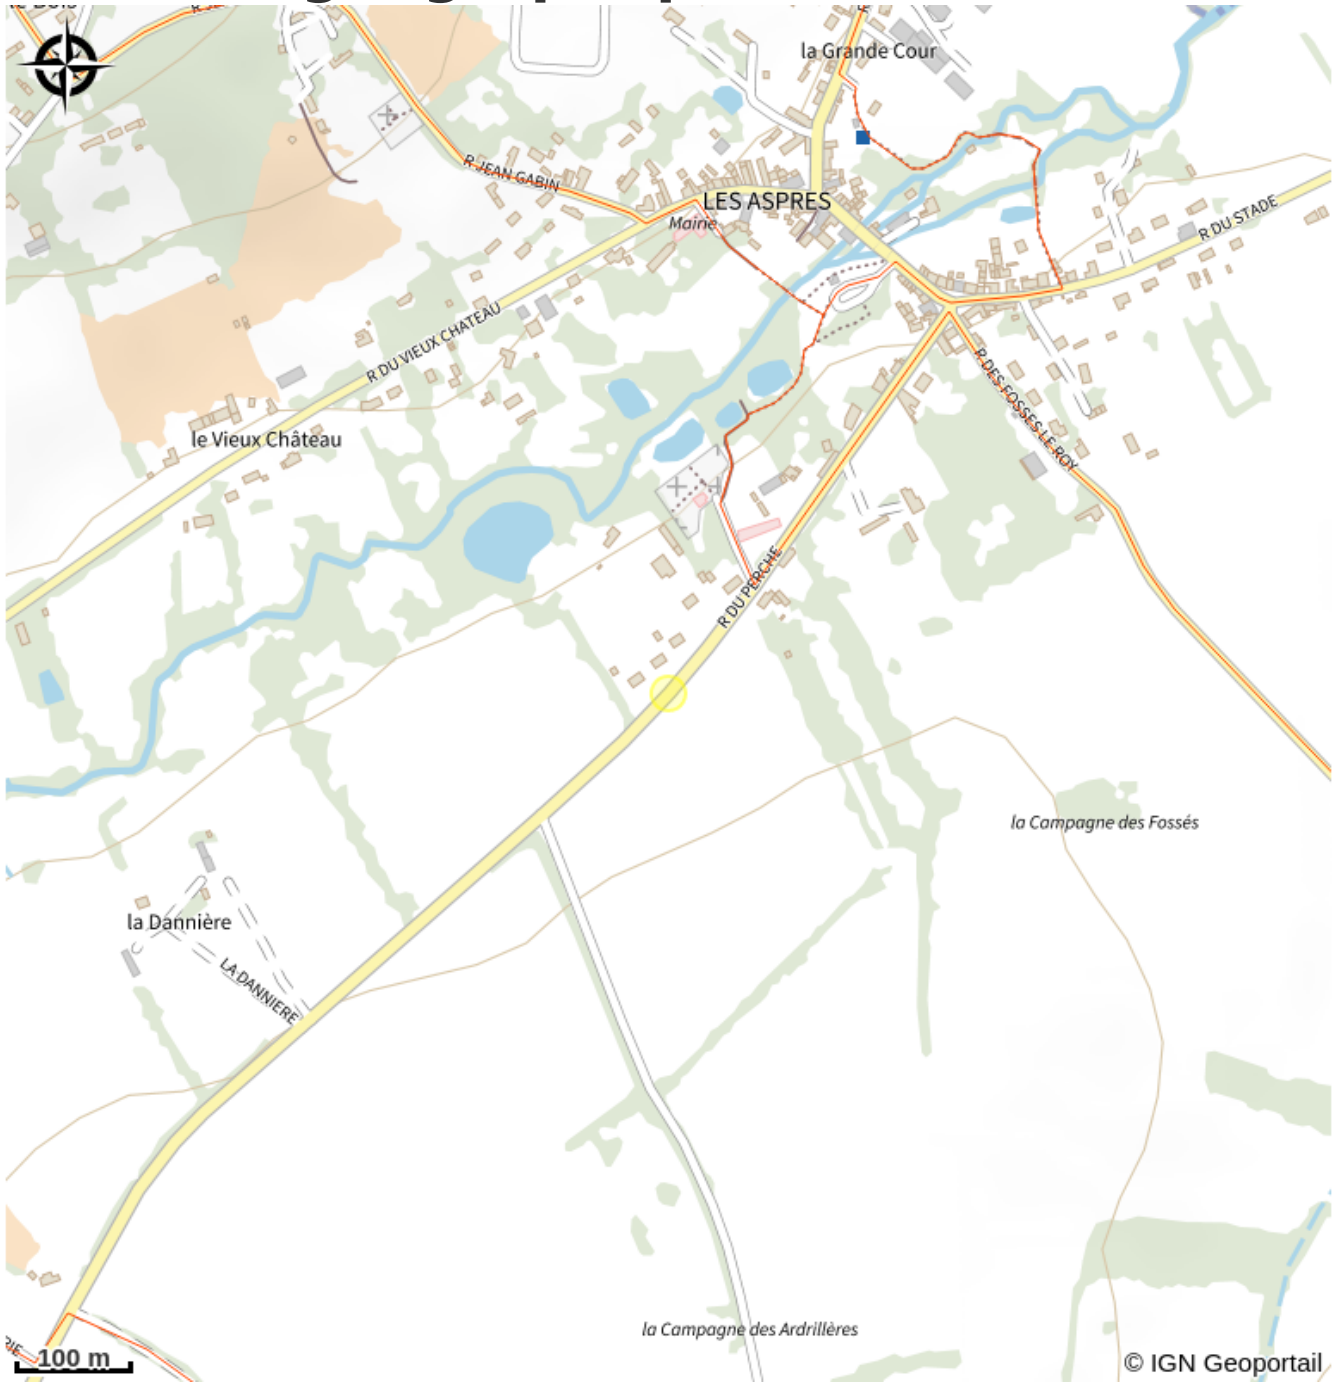 la Grande Cour
R JEAN GABIN
LES ASPRES
Mairie
R DU STADE
R DU VIEUX CHATEAU
R DES FOSSES LE ROY
le Vieux Château
R DU PERCHE
la Campagne des Fossés
la Dannière
LA DANNIERE
la Campagne des Ardrillères
100 m
© IGN Geoportail